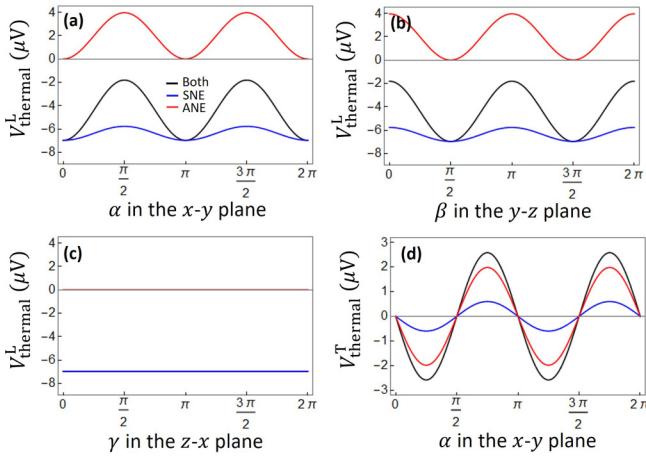 (a)
V^L_thermal (μV)
4
2
0
-2
-4
-6
-8
Both
SNE
ANE
0
π/2
π
3π/2
2π
α in the x-y plane
(b)
V^L_thermal (μV)
4
2
0
-2
-4
-6
-8
0
π/2
π
3π/2
2π
β in the y-z plane
(c)
V^L_thermal (μV)
4
2
0
-2
-4
-6
-8
0
π/2
π
3π/2
2π
γ in the z-x plane
(d)
V^T_thermal (μV)
3
2
1
0
-1
-2
-3
0
π/2
π
3π/2
2π
α in the x-y plane